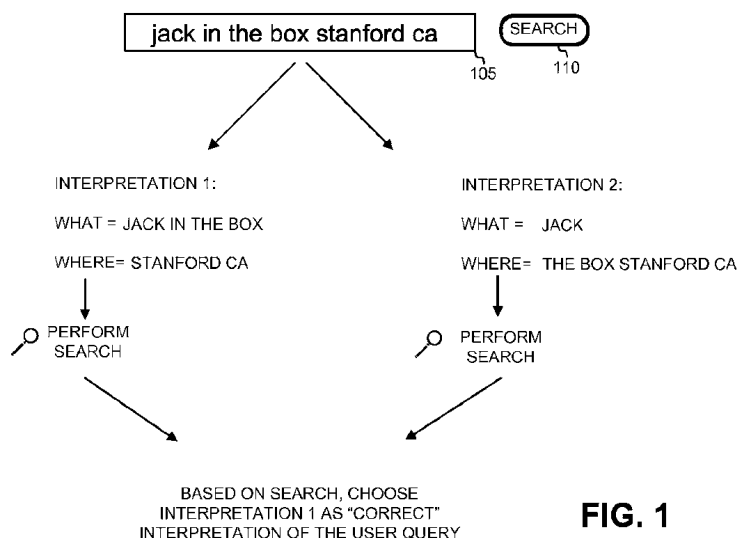 jack in the box stanford ca
SEARCH
105
110
INTERPRETATION 1:
WHAT = JACK IN THE BOX
WHERE= STANFORD CA
INTERPRETATION 2:
WHAT = JACK
WHERE= THE BOX STANFORD CA
PERFORM
SEARCH
PERFORM
SEARCH
BASED ON SEARCH, CHOOSE
INTERPRETATION 1 AS “CORRECT”
INTERPRETATION OF THE USER QUERY
FIG. 1